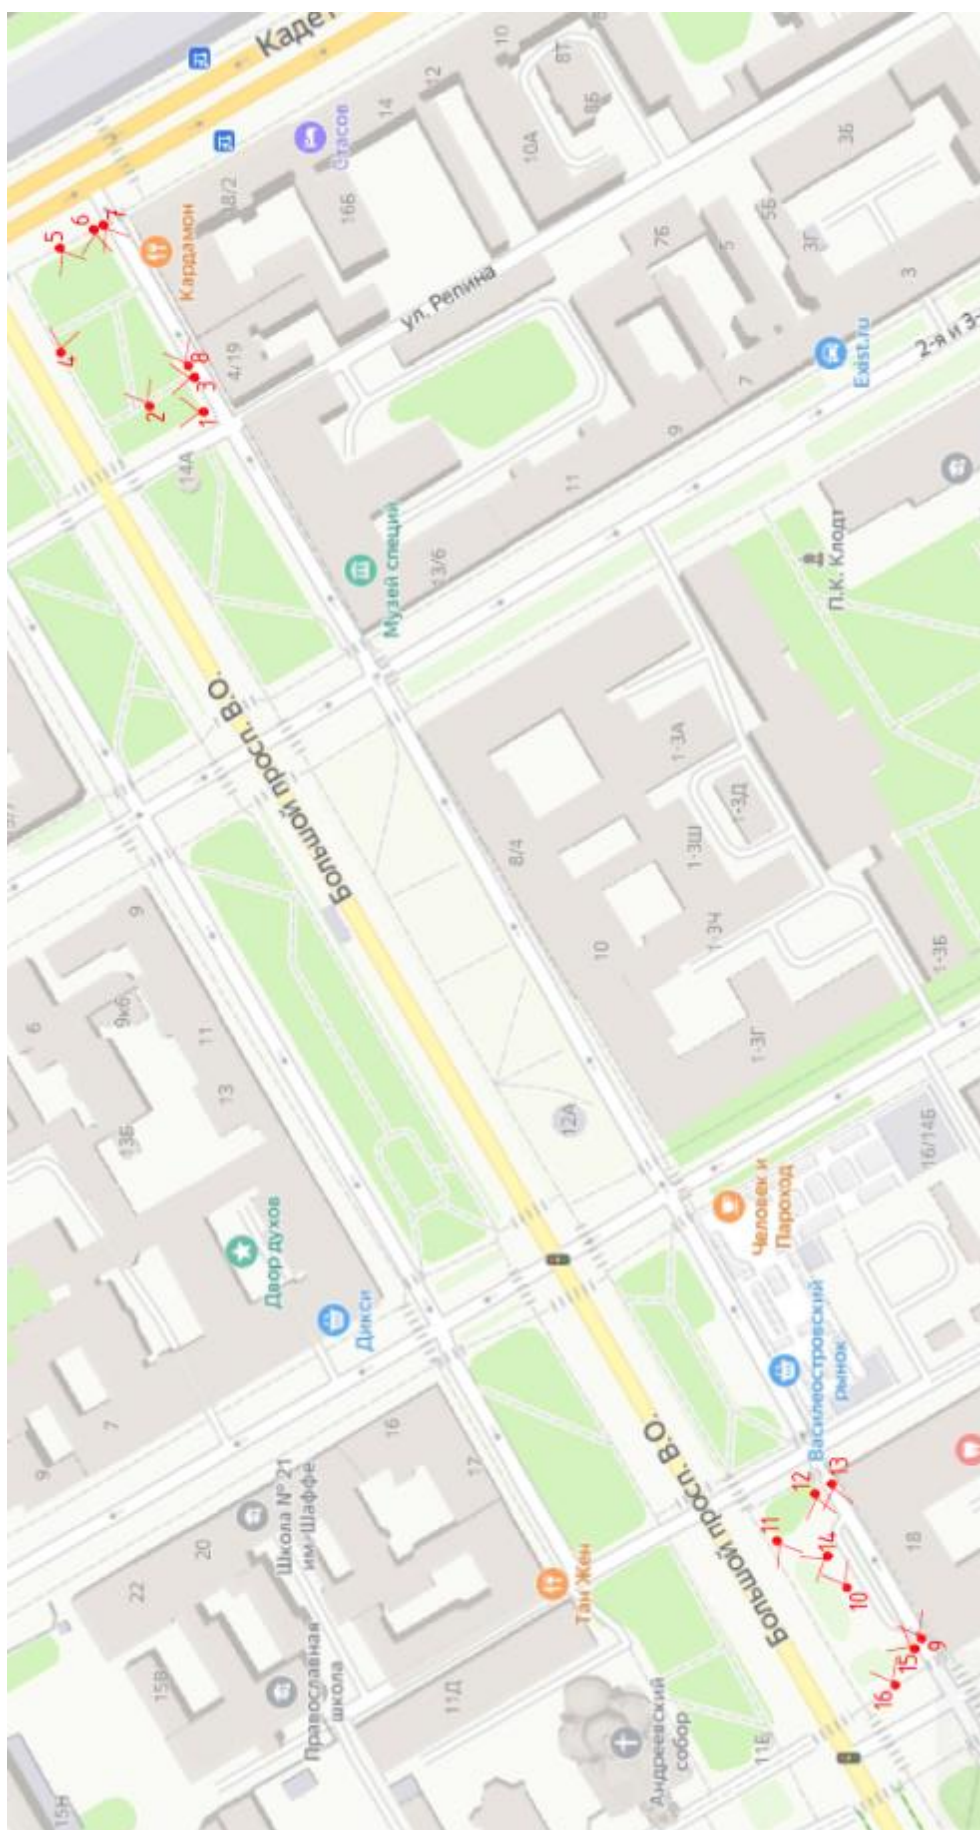 Кадет
10
8Т
12
14
8Б
10А
3Б
Стасов
16Б
18/2
5
6
7
Кардамон
7Б
5
5Б
3Г
3
ул. Репина
4
8
3
4/19
2
1
Exist.ru
2-я и 3-
7
9
14А
11
Музей специй
13/6
П.К. Клодт
Большой просп. В.О.
1-3А
1-3Д
1-3Ш
8/4
9
6
9к6
11
10
1-3Ч
1-3Б
13
13Б
1-3Г
12А
16/14Б
Человек и
Пароход
Двор духов
Дикси
Василеостровский
рынок
16
7
9
17
Большой просп. В.О.
Школа № 21
им. Шаффе
20
22
12
13
11
14
10
18
Тан Жен
15В
Православная
школа
11Д
9
15
16
Андреевский
собор
11Е
15Н